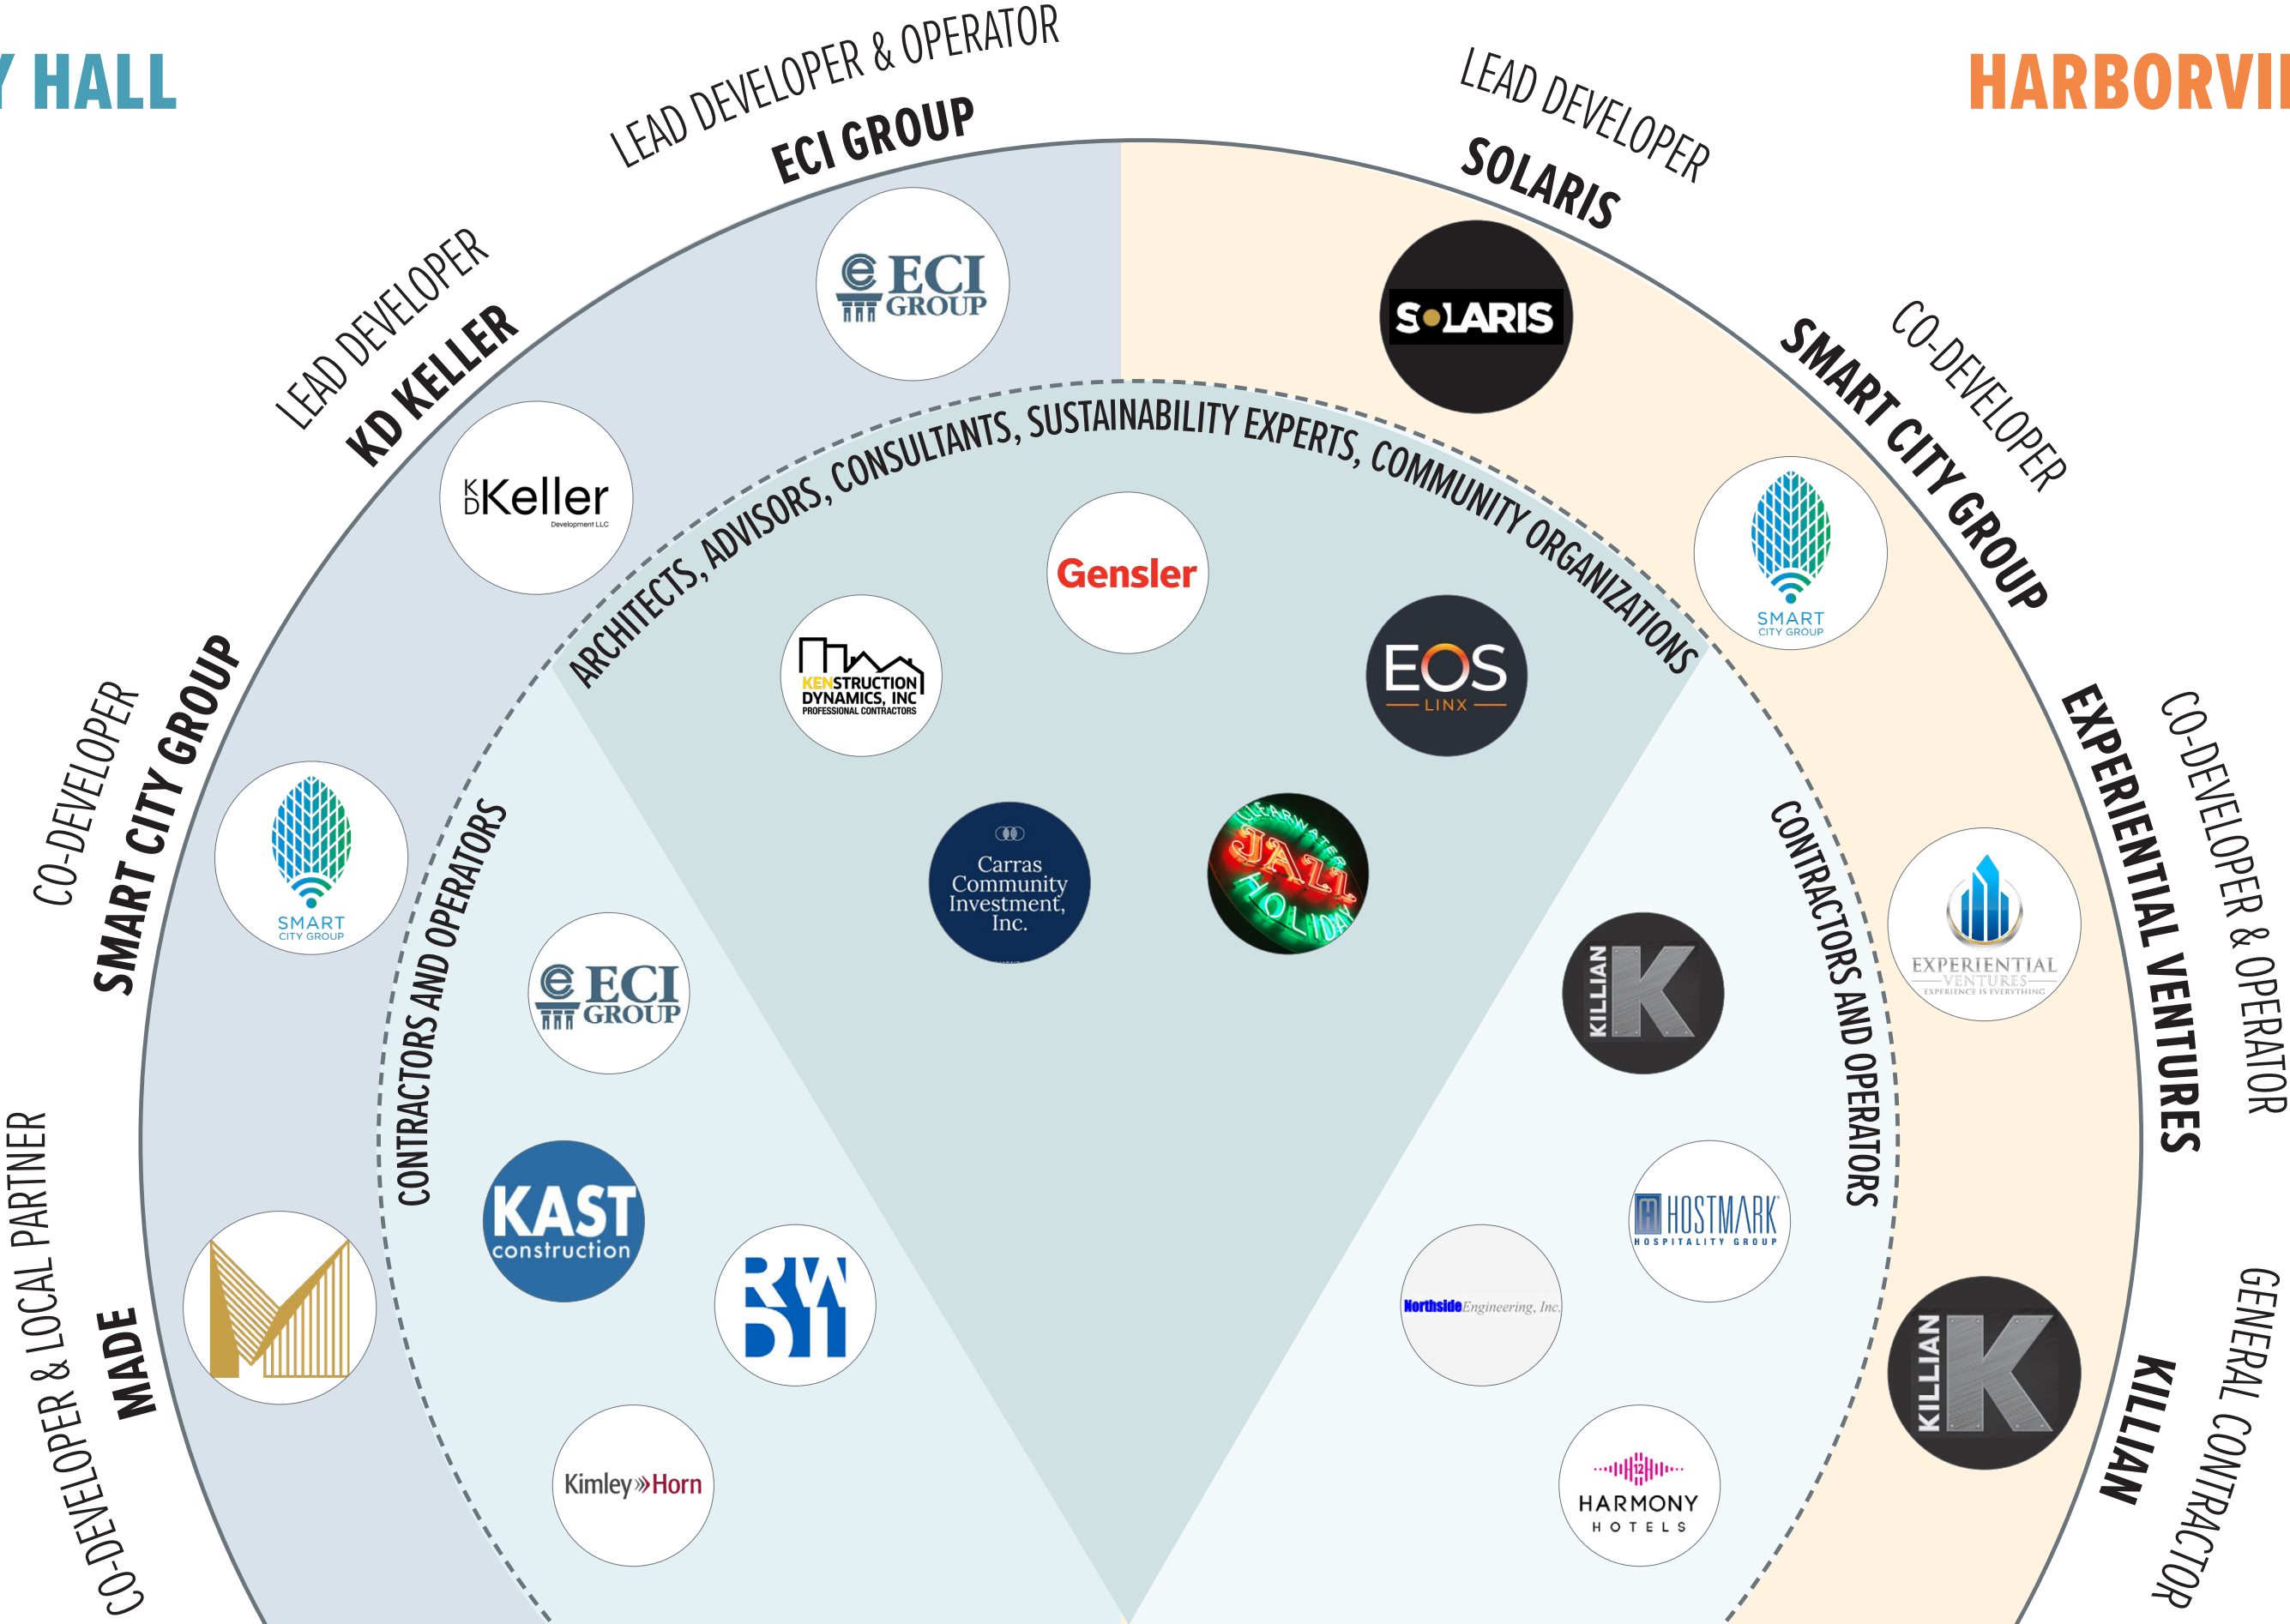 Y HALL
HARBORVI
LEAD DEVELOPER & OPERATOR
ECI GROUP
LEAD DEVELOPER
SOLARIS
LEAD DEVELOPER
KD KELLER
CO-DEVELOPER
SMART CITY GROUP
CO-DEVELOPER
SMART CITY GROUP
CO-DEVELOPER & OPERATOR
EXPERIENTIAL VENTURES
CO-DEVELOPER & LOCAL PARTNER
MADE
GENERAL CONTRACTOR
KILLIAN
ECI
GROUP
SOLARIS
KD Keller
Development LLC
SMART
CITY GROUP
SMART
CITY GROUP
EXPERIENTIAL
VENTURES
EXPERIENCE IS EVERYTHING
M
KILLIAN K
ARCHITECTS, ADVISORS, CONSULTANTS, SUSTAINABILITY EXPERTS, COMMUNITY ORGANIZATIONS
Gensler
KENSTRUCTION
DYNAMICS, INC
PROFESSIONAL CONTRACTORS
EOS
LINX
Carras
Community
Investment,
Inc.
CLEARWATER
JAZZ
HOLIDAY
CONTRACTORS AND OPERATORS
ECI
GROUP
KAST
construction
RWDI
Kimley»Horn
CONTRACTORS AND OPERATORS
KILLIAN K
HOSTMARK®
HOSPITALITY GROUP
Northside Engineering, Inc.
12
HARMONY
HOTELS